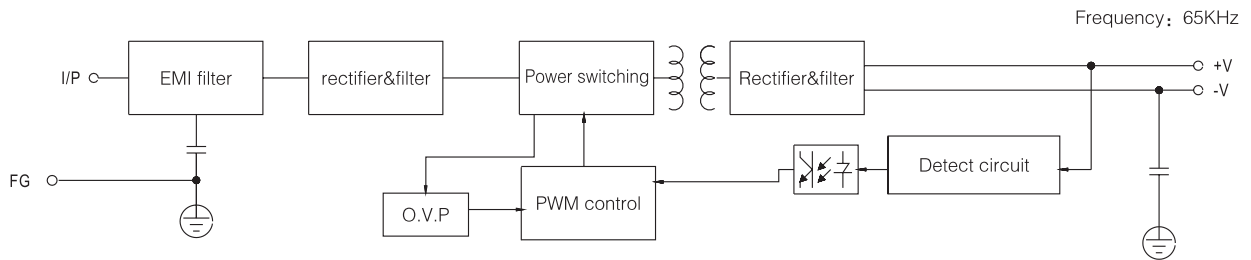 Frequency: 65KHz
I/P
EMI filter
rectifier&filter
Power switching
Rectifier&filter
+V
-V
FG
O.V.P
PWM control
Detect circuit